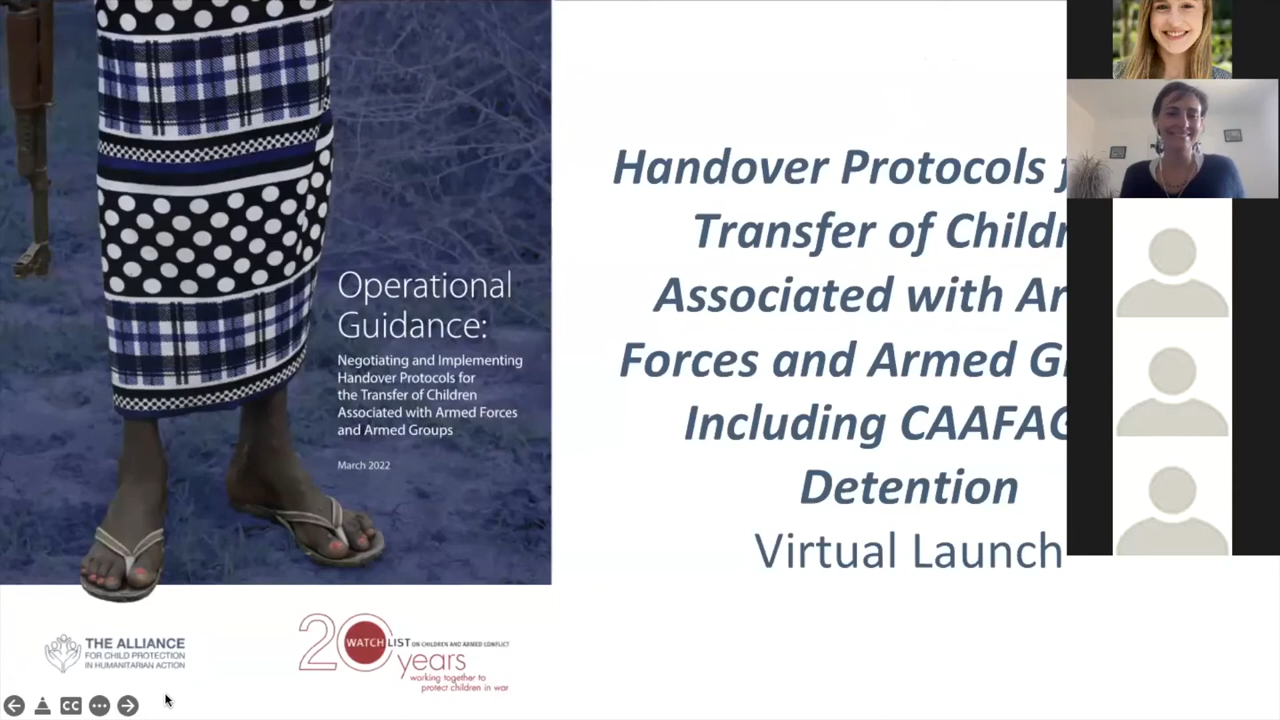 Operational
Guidance:
Negotiating and Implementing
Handover Protocols for
the Transfer of Children
Associated with Armed Forces
and Armed Groups
March 2022
Handover Protocols
Transfer of Child
Associated with Ar
Forces and Armed G
Including CAAFAG
Detention
Virtual Launch
THE ALLIANCE
FOR CHILD PROTECTION
IN HUMANITARIAN ACTION
20
WATCHLIST ON CHILDREN AND ARMED CONFLICT
years
working together to
protect children in war
CC